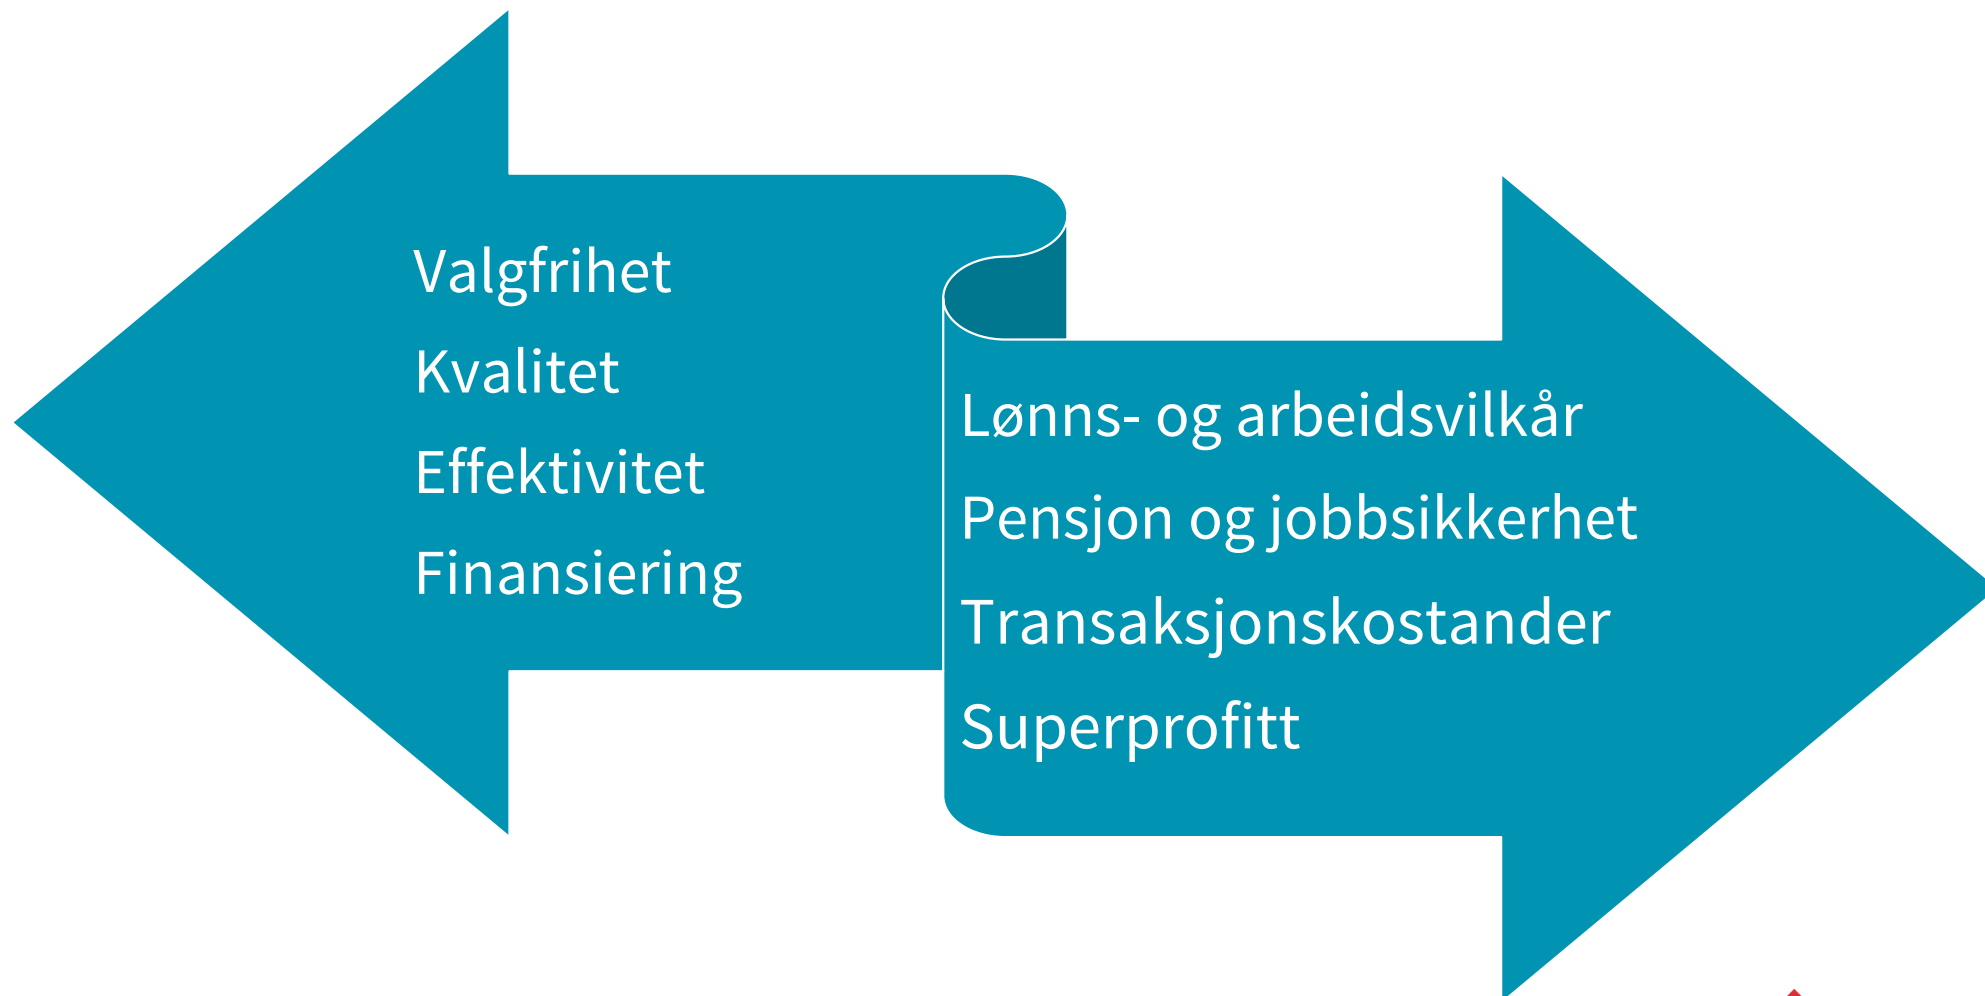 Valgfrihet
Kvalitet
Effektivitet
Finansiering
Lønns- og arbeidsvilkår
Pensjon og jobbsikkerhet
Transaksjonskostander
Superprofitt